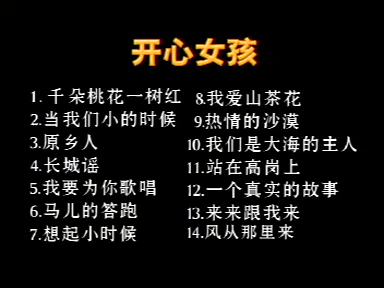 开心女孩
1.千朵桃花一树红
2.当我们小的时候
3.原乡人
4.长城谣
5.我要为你歌唱
6.马儿的答跑
7.想起小时候
8.我爱山茶花
9.热情的沙漠
10.我们是大海的主人
11.站在高岗上
12.一个真实的故事
13.来来跟我来
14.风从那里来